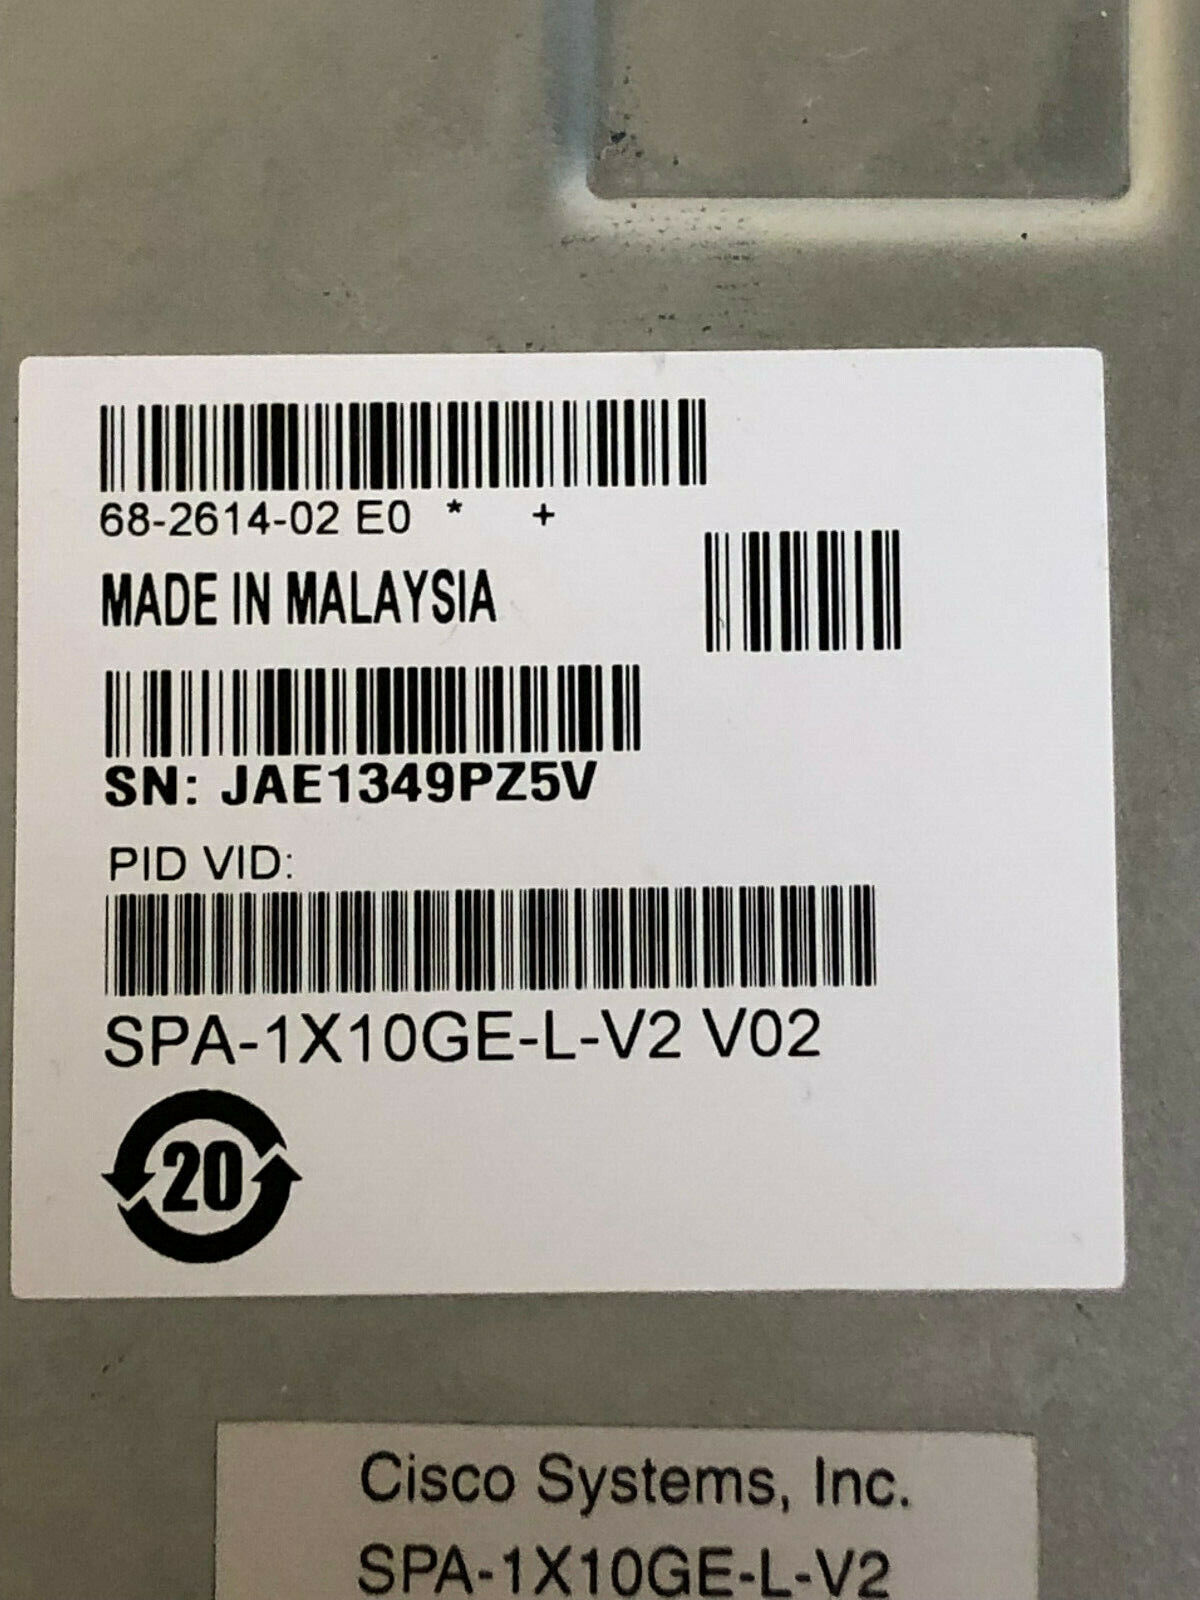 68-2614-02 E0 * +
MADE IN MALAYSIA
SN: JAE1349PZ5V
PID VID:
SPA-1X10GE-L-V2 V02
20
Cisco Systems, Inc.
SPA-1X10GE-L-V2